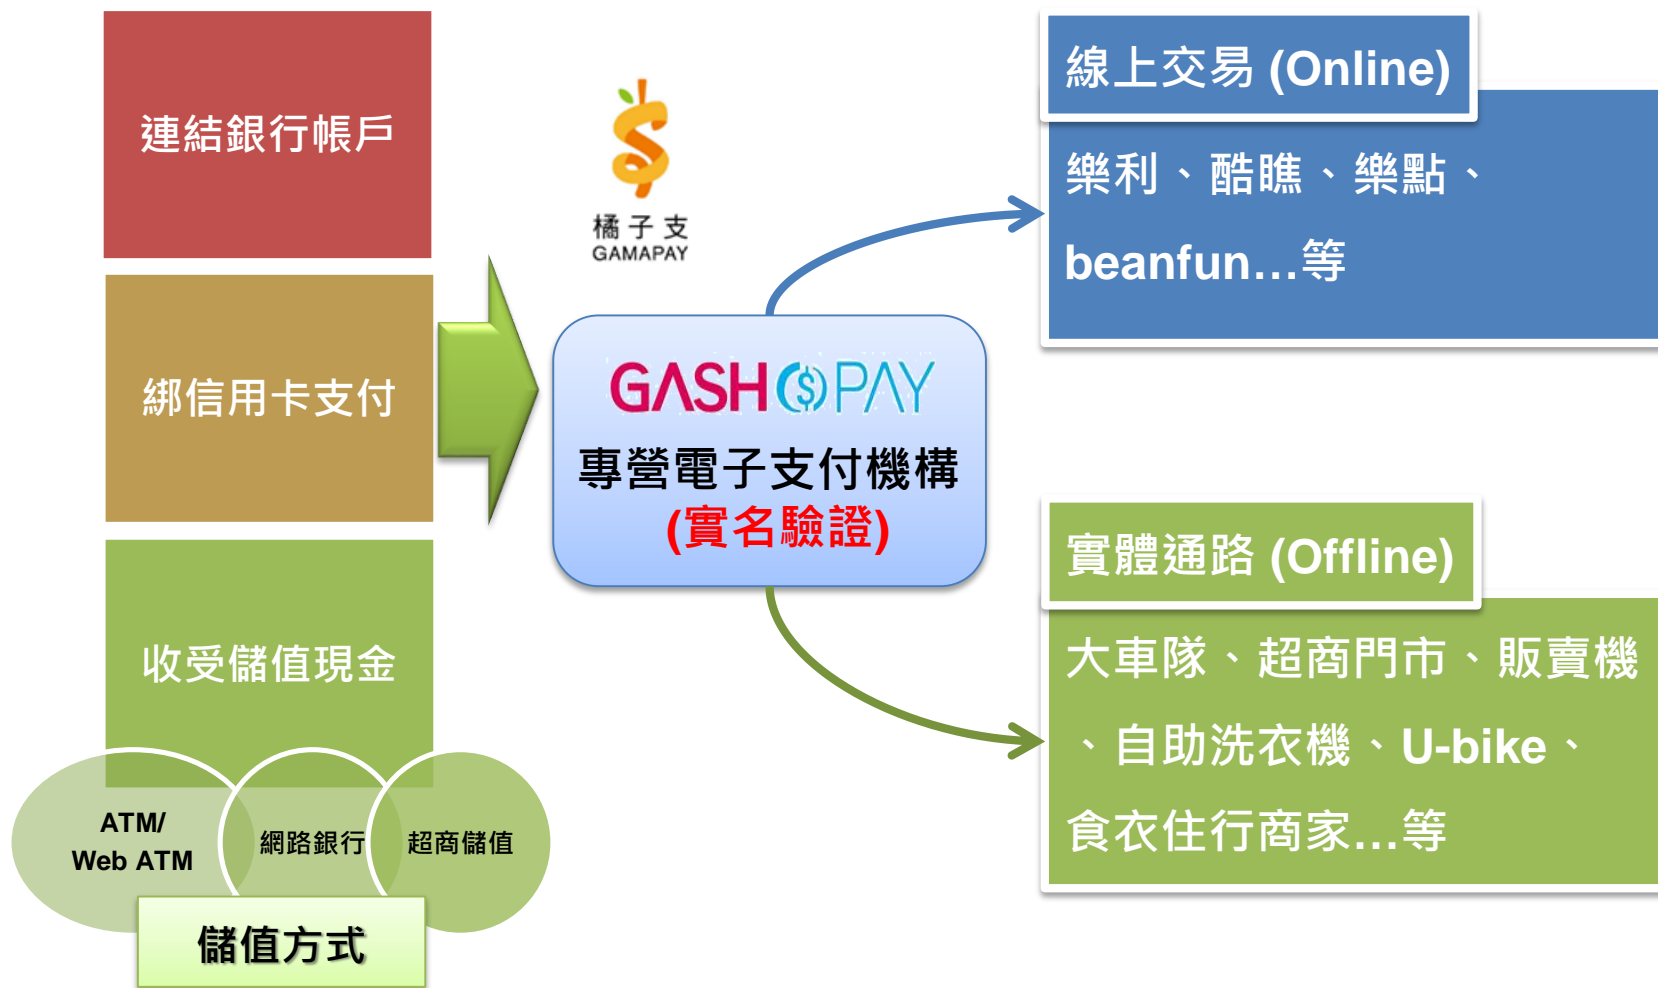 連結銀行帳戶
綁信用卡支付
收受儲值現金
ATM/
Web ATM
網路銀行
超商儲值
儲值方式
橘子支
GAMAPAY
GASH PAY
專營電子支付機構
(實名驗證)
線上交易 (Online)
樂利、酷瞧、樂點、
beanfun…等
實體通路 (Offline)
大車隊、超商門市、販賣機
、自助洗衣機、U-bike、
食衣住行商家…等